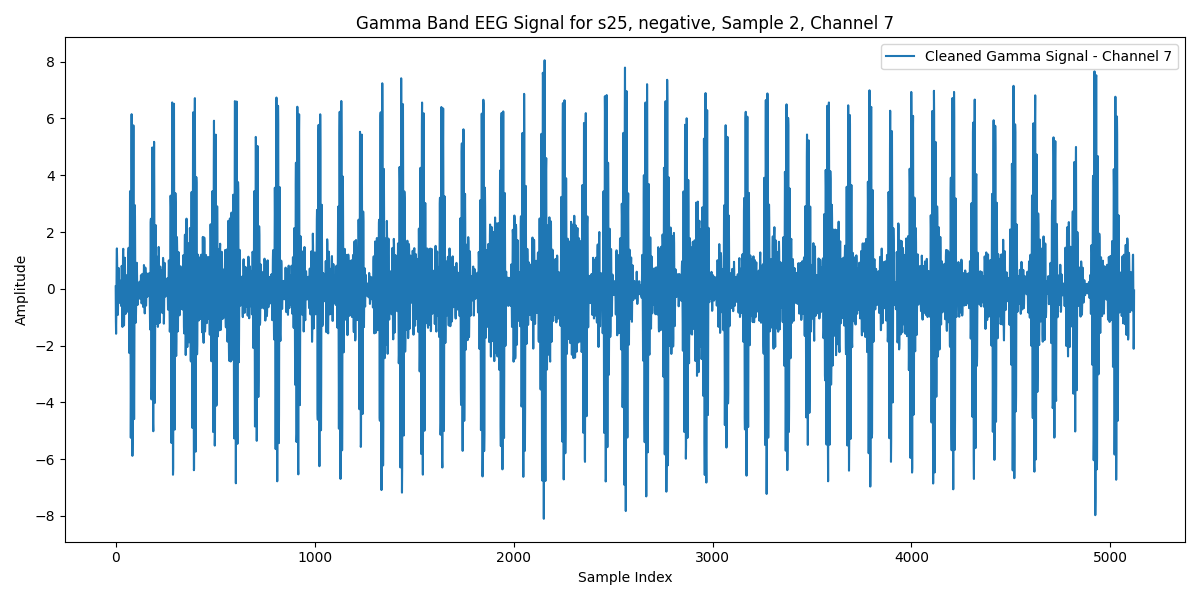 Gamma Band EEG Signal for s25, negative, Sample 2, Channel 7
Cleaned Gamma Signal - Channel 7
8
6
4
2
0
−2
−4
−6
−8
Amplitude
0 1000 2000 3000 4000 5000
Sample Index